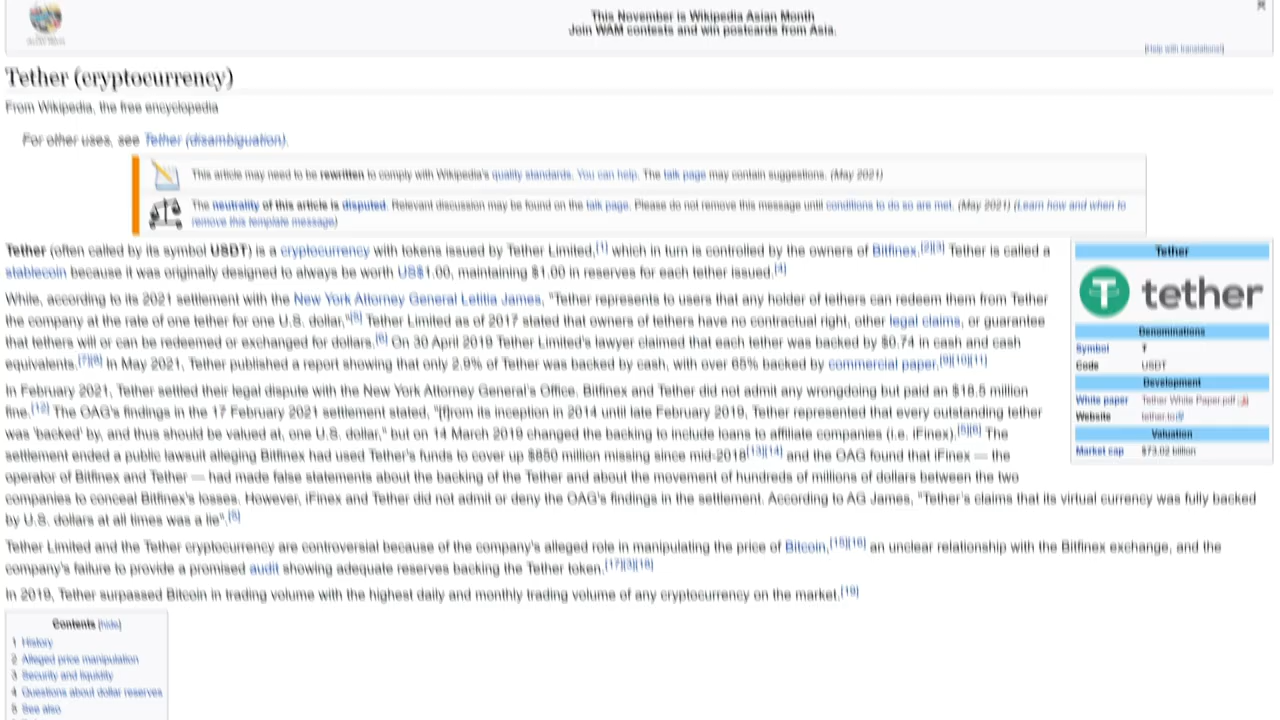 This November is Wikipedia Asian Month
Join WAM contests and win postcards from Asia.
[Help with translations!]
Tether (cryptocurrency)
From Wikipedia, the free encyclopedia
For other uses, see Tether (disambiguation).
This article may need to be rewritten to comply with Wikipedia's quality standards. You can help. The talk page may contain suggestions. (May 2021)
The neutrality of this article is disputed. Relevant discussion may be found on the talk page. Please do not remove this message until conditions to do so are met. (May 2021) (Learn how and when to
remove this template message)
Tether (often called by its symbol USDT) is a cryptocurrency with tokens issued by Tether Limited,[1] which in turn is controlled by the owners of Bitfinex.[2][3] Tether is called a
stablecoin because it was originally designed to always be worth US$1.00, maintaining $1.00 in reserves for each tether issued.[4]
While, according to its 2021 settlement with the New York Attorney General Letitia James, "Tether represents to users that any holder of tethers can redeem them from Tether
the company at the rate of one tether for one U.S. dollar,"[5] Tether Limited as of 2017 stated that owners of tethers have no contractual right, other legal claims, or guarantee
that tethers will or can be redeemed or exchanged for dollars.[6] On 30 April 2019 Tether Limited's lawyer claimed that each tether was backed by $0.74 in cash and cash
equivalents.[7][8] In May 2021, Tether published a report showing that only 2.9% of Tether was backed by cash, with over 65% backed by commercial paper.[9][10][11]
In February 2021, Tether settled their legal dispute with the New York Attorney General's Office. Bitfinex and Tether did not admit any wrongdoing but paid an $18.5 million
fine.[12] The OAG's findings in the 17 February 2021 settlement stated, "[f]rom its inception in 2014 until late February 2019, Tether represented that every outstanding tether
was 'backed' by, and thus should be valued at, one U.S. dollar," but on 14 March 2019 changed the backing to include loans to affiliate companies (i.e. iFinex).[5][6] The
settlement ended a public lawsuit alleging Bitfinex had used Tether's funds to cover up $850 million missing since mid-2018[13][14] and the OAG found that iFinex — the
operator of Bitfinex and Tether — had made false statements about the backing of the Tether and about the movement of hundreds of millions of dollars between the two
companies to conceal Bitfinex's losses. However, iFinex and Tether did not admit or deny the OAG's findings in the settlement. According to AG James, "Tether's claims that its virtual currency was fully backed
by U.S. dollars at all times was a lie".[5]
Tether Limited and the Tether cryptocurrency are controversial because of the company's alleged role in manipulating the price of Bitcoin,[15][16] an unclear relationship with the Bitfinex exchange, and the
company's failure to provide a promised audit showing adequate reserves backing the Tether token.[17][3][18]
In 2019, Tether surpassed Bitcoin in trading volume with the highest daily and monthly trading volume of any cryptocurrency on the market.[19]
Tether
tether
Denominations
Symbol ₮
Code USDT
Development
White paper Tether White Paper.pdf
Website tether.to
Valuation
Market cap $73.02 billion
Contents [hide]
1 History
2 Alleged price manipulation
3 Security and liquidity
4 Questions about dollar reserves
5 See also